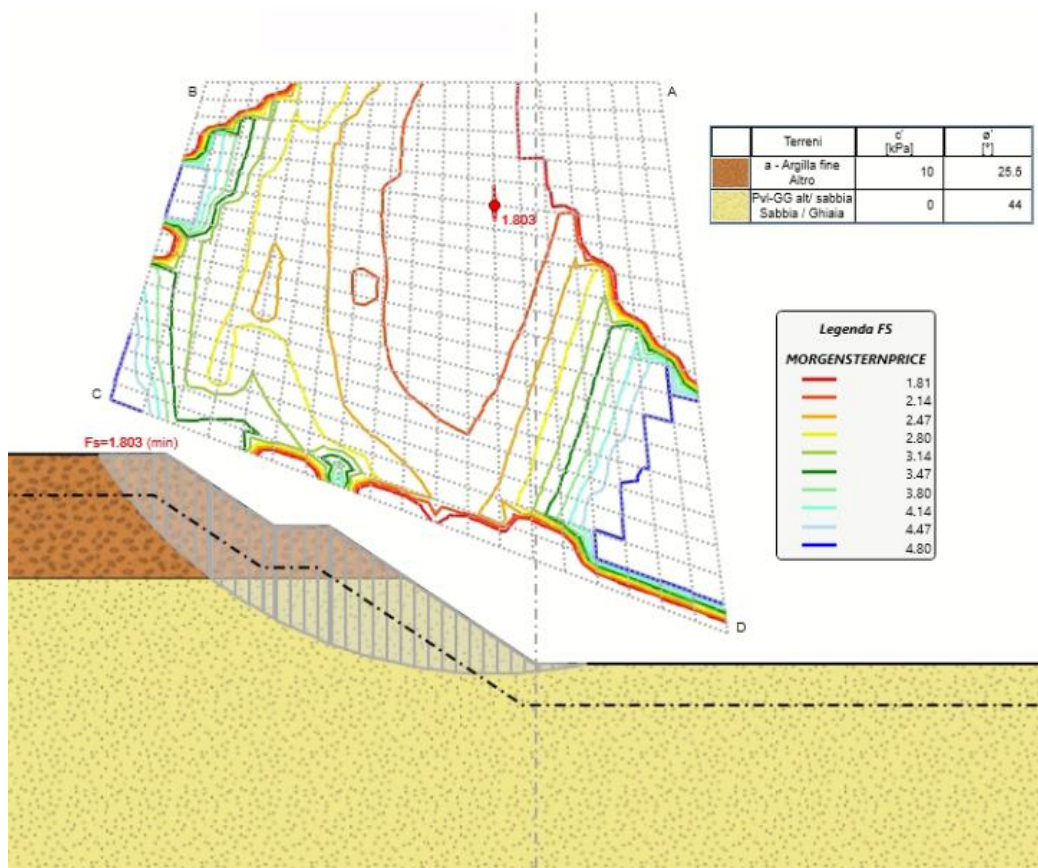 B
A
Terreni
c'
[kPa]
ø'
[°]
a - Argilla fine
Altro
10
25.5
Pvl-GG alt/ sabbia
Sabbia / Ghiaia
0
44
1.803
Legenda FS
MORGENSTERNPRICE
1.81
2.14
2.47
2.80
3.14
3.47
3.80
4.14
4.47
4.80
C
Fs=1.803 (min)
D